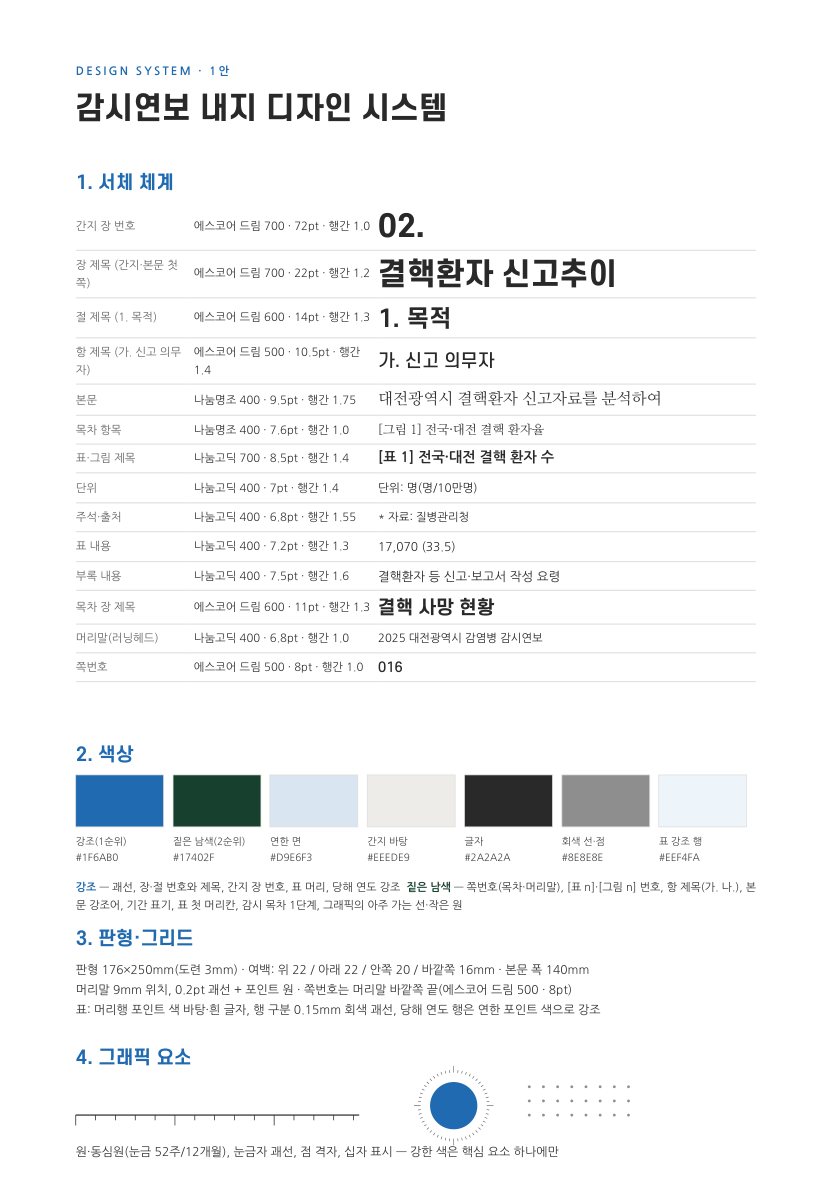 DESIGN SYSTEM · 1안
감시연보 내지 디자인 시스템
1. 서체 체계
간지 장 번호 에스코어 드림 700 · 72pt · 행간 1.0 02.
장 제목 (간지·본문 첫
쪽) 에스코어 드림 700 · 22pt · 행간 1.2 결핵환자 신고추이
절 제목 (1. 목적) 에스코어 드림 600 · 14pt · 행간 1.3 1. 목적
항 제목 (가. 신고 의무
자) 에스코어 드림 500 · 10.5pt · 행간
1.4 가. 신고 의무자
본문 나눔명조 400 · 9.5pt · 행간 1.75 대전광역시 결핵환자 신고자료를 분석하여
목차 항목 나눔명조 400 · 7.6pt · 행간 1.0 [그림 1] 전국·대전 결핵 환자율
표·그림 제목 나눔고딕 700 · 8.5pt · 행간 1.4 [표 1] 전국·대전 결핵 환자 수
단위 나눔고딕 400 · 7pt · 행간 1.4 단위: 명(명/10만명)
주석·출처 나눔고딕 400 · 6.8pt · 행간 1.55 * 자료: 질병관리청
표 내용 나눔고딕 400 · 7.2pt · 행간 1.3 17,070 (33.5)
부록 내용 나눔고딕 400 · 7.5pt · 행간 1.6 결핵환자 등 신고·보고서 작성 요령
목차 장 제목 에스코어 드림 600 · 11pt · 행간 1.3 결핵 사망 현황
머리말(러닝헤드) 나눔고딕 400 · 6.8pt · 행간 1.0 2025 대전광역시 감염병 감시연보
쪽번호 에스코어 드림 500 · 8pt · 행간 1.0 016
2. 색상
강조(1순위) 짙은 남색(2순위) 연한 면 간지 바탕 글자 회색 선·점 표 강조 행
#1F6AB0 #17402F #D9E6F3 #EEEDE9 #2A2A2A #8E8E8E #EEF4FA
강조 — 괘선, 장·절 번호와 제목, 간지 장 번호, 표 머리, 당해 연도 강조 짙은 남색 — 쪽번호(목차·머리말), [표 n]·[그림 n] 번호, 항 제목(가. 나.), 본
문 강조어, 기간 표기, 표 첫 머리칸, 감시 목차 1단계, 그래픽의 아주 가는 선·작은 원
3. 판형·그리드
판형 176×250mm(도련 3mm) · 여백: 위 22 / 아래 22 / 안쪽 20 / 바깥쪽 16mm · 본문 폭 140mm
머리말 9mm 위치, 0.2pt 괘선 + 포인트 원 · 쪽번호는 머리말 바깥쪽 끝(에스코어 드림 500 · 8pt)
표: 머리행 포인트 색 바탕·흰 글자, 행 구분 0.15mm 회색 괘선, 당해 연도 행은 연한 포인트 색으로 강조
4. 그래픽 요소
원·동심원(눈금 52주/12개월), 눈금자 괘선, 점 격자, 십자 표시 — 강한 색은 핵심 요소 하나에만